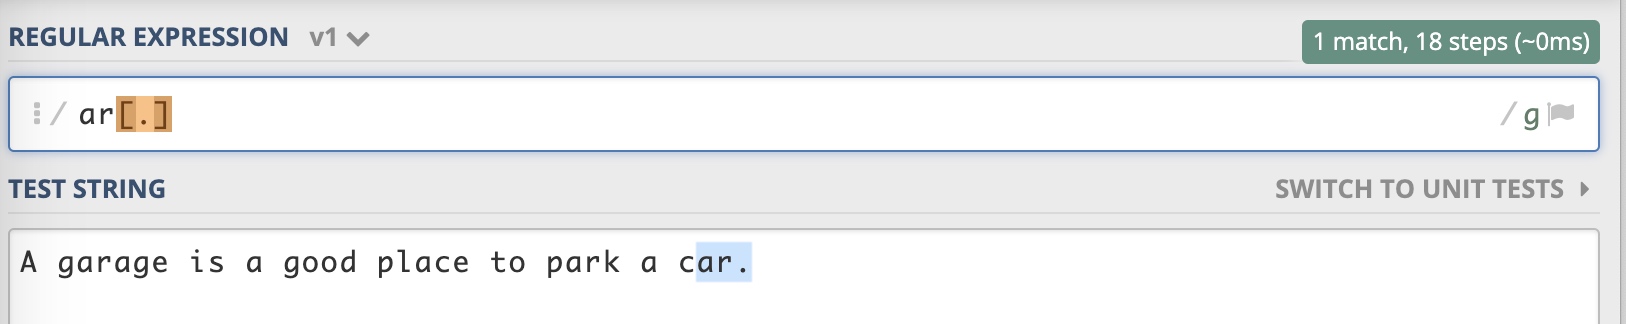 REGULAR EXPRESSION v1
1 match, 18 steps (~0ms)
/ ar[.] / g
TEST STRING
SWITCH TO UNIT TESTS
A garage is a good place to park a car.